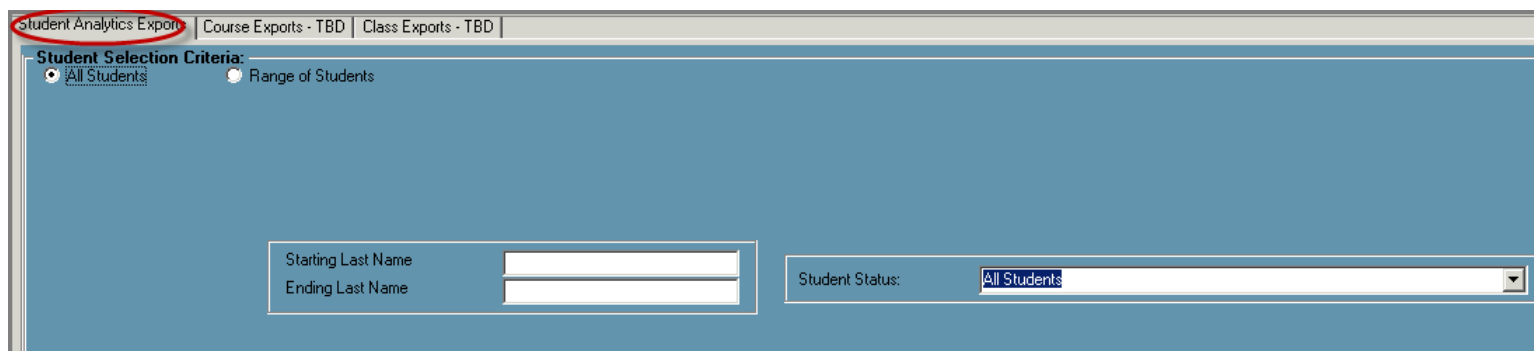 Student Analytics Exports Course Exports - TBD Class Exports - TBD
Student Selection Criteria:
All Students Range of Students
Starting Last Name
Ending Last Name
Student Status: All Students